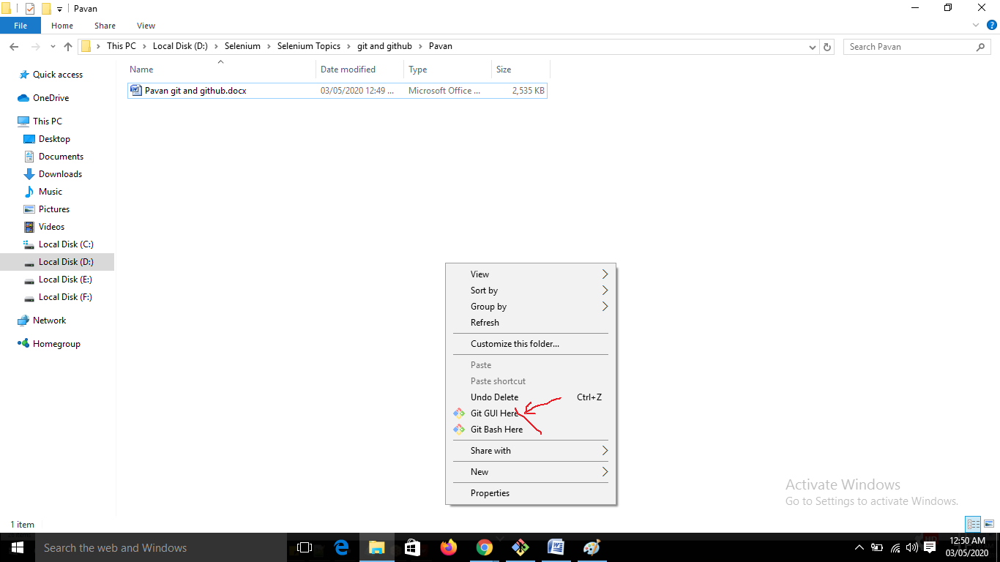 Pavan
File Home Share View
This PC Local Disk (D:) Selenium Selenium Topics git and github Pavan
Search Pavan
Name Date modified Type Size
Pavan git and github.docx 03/05/2020 12:49 ... Microsoft Office ... 2,535 KB
Quick access
OneDrive
This PC
Desktop
Documents
Downloads
Music
Pictures
Videos
Local Disk (C:)
Local Disk (D:)
Local Disk (E:)
Local Disk (F:)
Network
Homegroup
View
Sort by
Group by
Refresh
Customize this folder...
Paste
Paste shortcut
Undo Delete Ctrl+Z
Git GUI Here
Git Bash Here
Share with
New
Properties
Activate Windows
Go to Settings to activate Windows.
1 item
Search the web and Windows
12:50 AM
03/05/2020